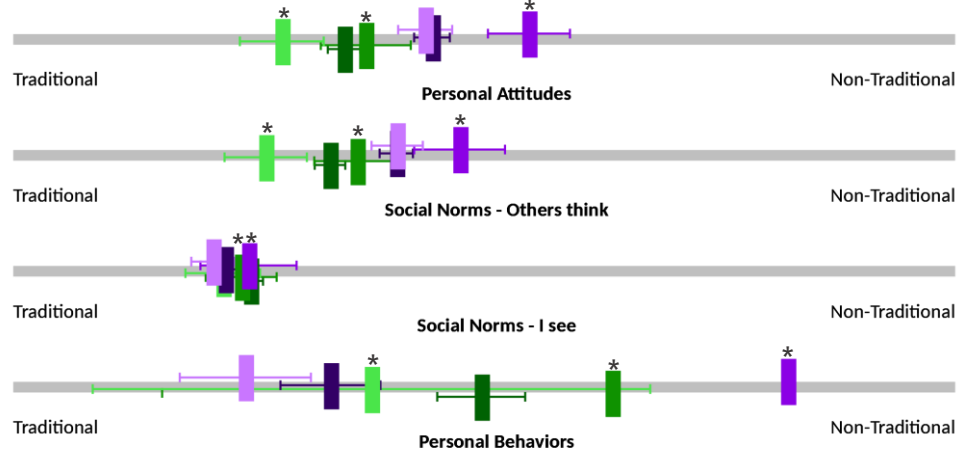 * * *
Traditional Non-Traditional
Personal Attitudes
* * *
Traditional Non-Traditional
Social Norms - Others think
* *
Traditional Non-Traditional
Social Norms - I see
* * *
Traditional Non-Traditional
Personal Behaviors